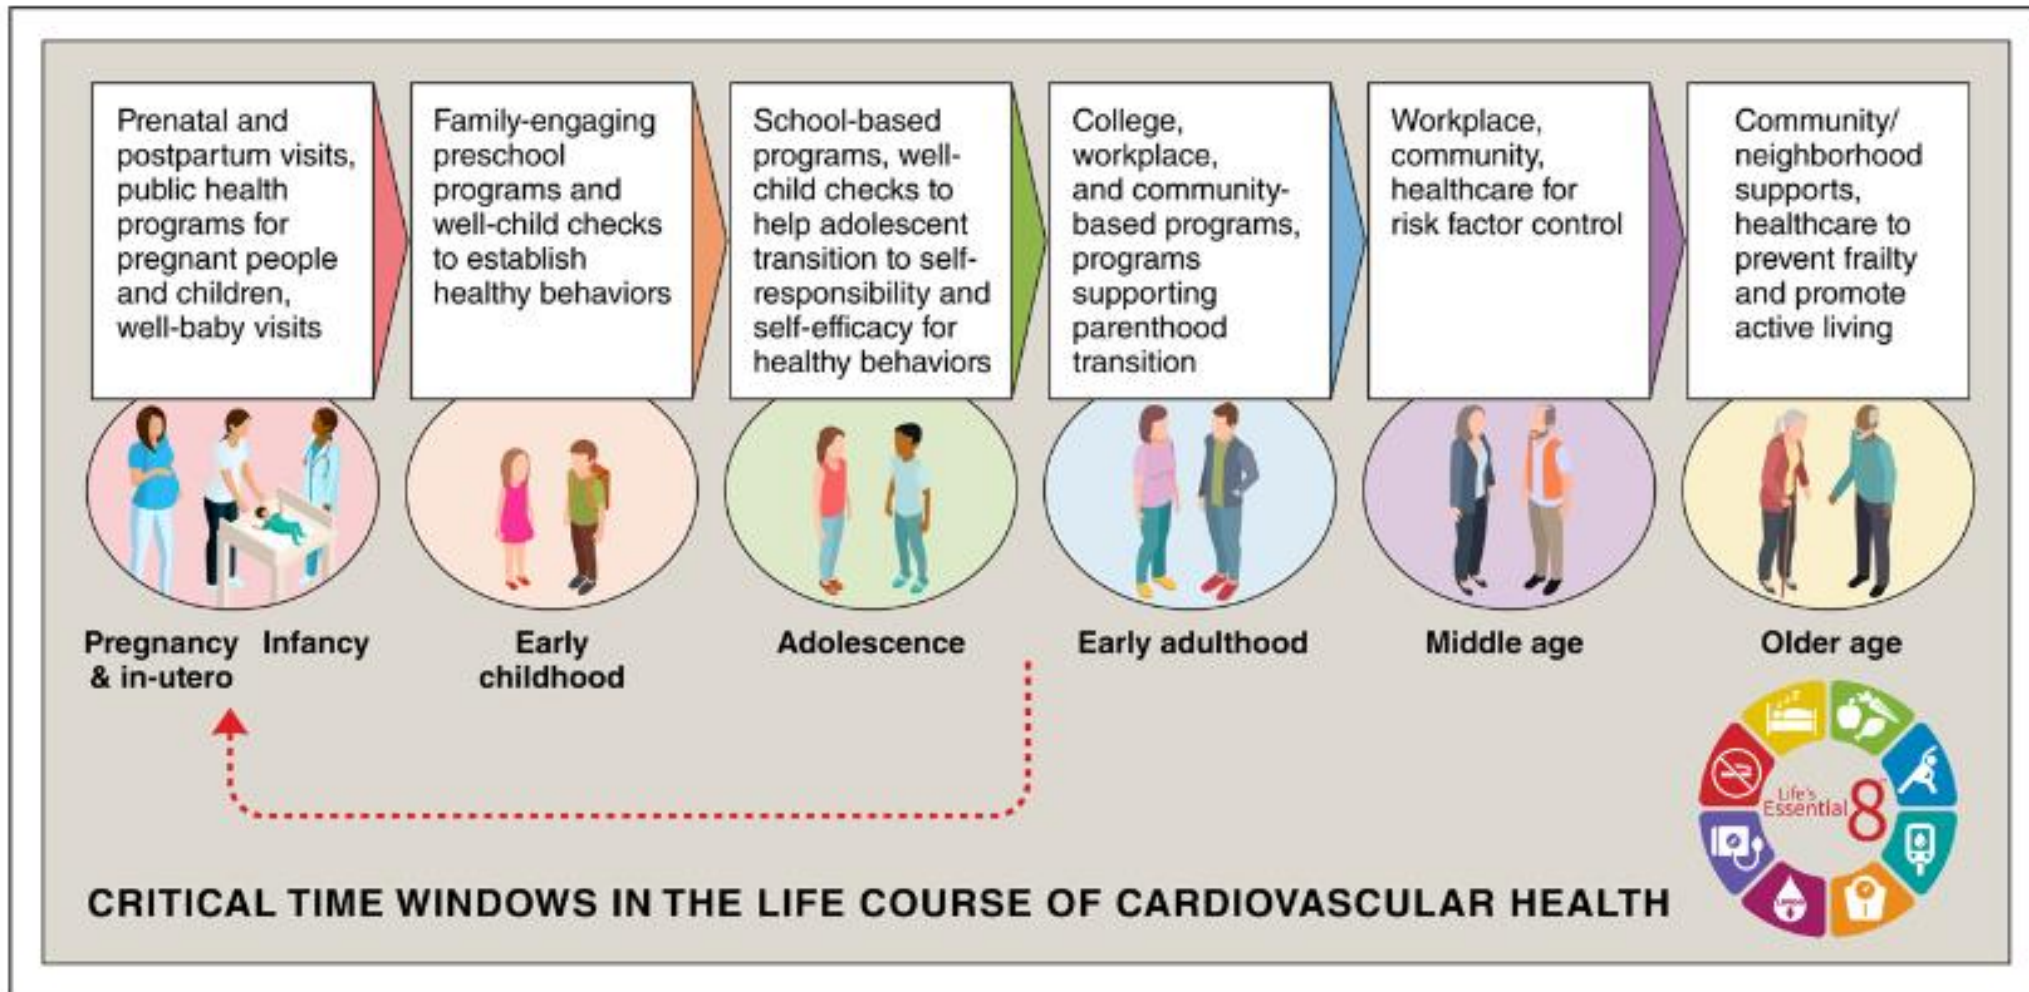 Prenatal and
postpartum visits,
public health
programs for
pregnant people
and children,
well-baby visits
Family-engaging
preschool
programs and
well-child checks
to establish
healthy behaviors
School-based
programs, well-
child checks to
help adolescent
transition to self-
responsibility and
self-efficacy for
healthy behaviors
College,
workplace,
and community-
based programs,
programs
supporting
parenthood
transition
Workplace,
community,
healthcare for
risk factor control
Community/
neighborhood
supports,
healthcare to
prevent frailty
and promote
active living
Pregnancy
& in-utero
Infancy
Early
childhood
Adolescence
Early adulthood
Middle age
Older age
Life's
Essential 8
CRITICAL TIME WINDOWS IN THE LIFE COURSE OF CARDIOVASCULAR HEALTH